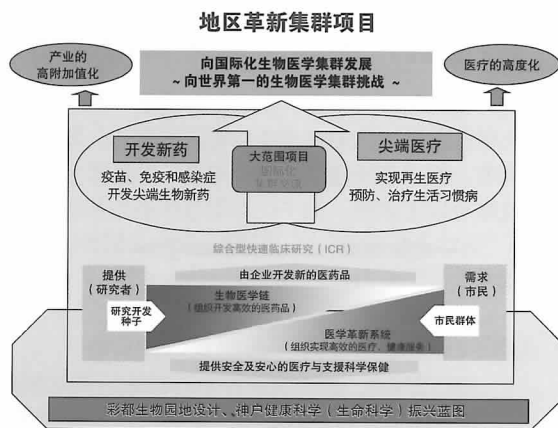 地区革新集群项目
产业的
高附加值化
向国际化生物医学集群发展
~ 向世界第一的生物医学集群挑战 ~
医疗的高度化
开发新药
疫苗、免疫和感染症
开发尖端生物新药
大范围项目
尖端医疗
实现再生医疗
预防、治疗生活习惯病
综合型快速临床研究（ICR）
提供
（研究者）
由企业开发新的医药品
需求
（市民）
生物医学链
（组织开发高效的医药品）
研究开发
种子
市民群体
医学革新系统
（组织实现高效的医疗、健康服务）
提供安全及安心的医疗与支援科学保健
彩都生物园地设计、神户健康科学（生命科学）振兴蓝图